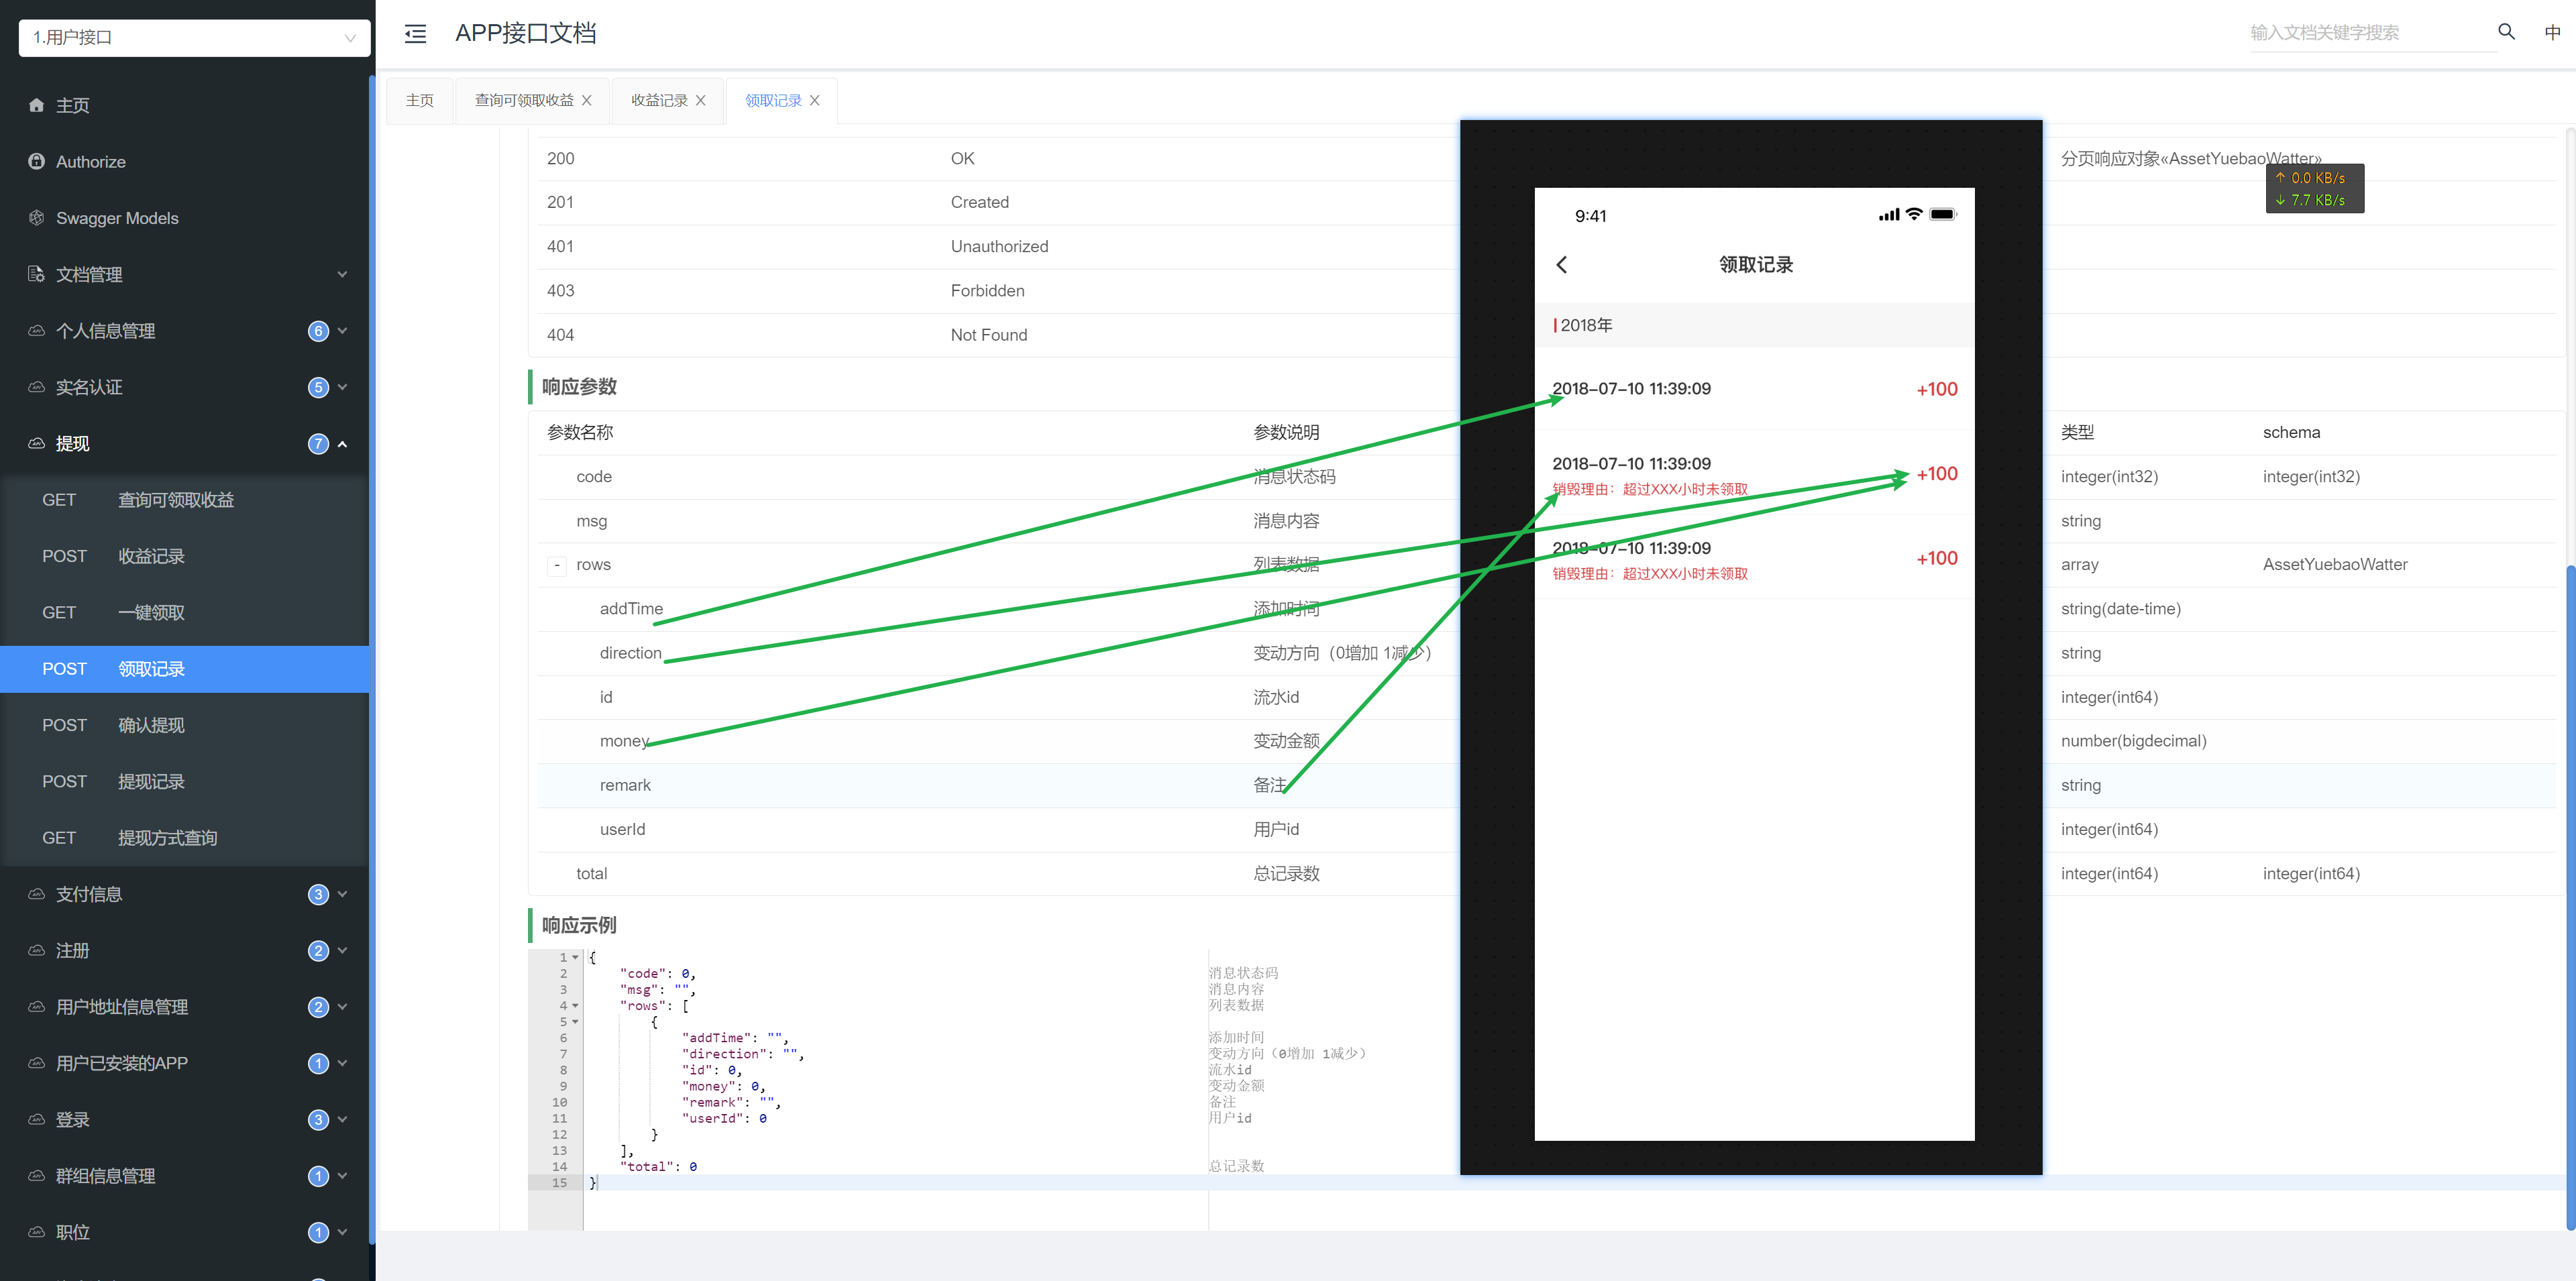 1.用户接口
主页
Authorize
Swagger Models
文档管理
个人信息管理 6
实名认证 5
提现 7
GET 查询可领取收益
POST 收益记录
GET 一键领取
POST 领取记录
POST 确认提现
POST 提现记录
GET 提现方式查询
支付信息 3
注册 2
用户地址信息管理 2
用户已安装的APP 1
登录 3
群组信息管理 1
职位 1
APP接口文档
输入文档关键字搜索
中
主页 查询可领取收益 收益记录 领取记录
200 OK 分页响应对象«AssetYuebaoWatter»
201 Created
401 Unauthorized
403 Forbidden
404 Not Found
↑ 0.0 KB/s
↓ 7.7 KB/s
响应参数
参数名称 参数说明 类型 schema
code 消息状态码 integer(int32) integer(int32)
msg 消息内容 string
- rows 列表数据 array AssetYuebaoWatter
addTime 添加时间 string(date-time)
direction 变动方向（0增加 1减少） string
id 流水id integer(int64)
money 变动金额 number(bigdecimal)
remark 备注 string
userId 用户id integer(int64)
total 总记录数 integer(int64) integer(int64)
9:41
领取记录
2018年
2018-07-10 11:39:09 +100
2018-07-10 11:39:09 +100
销毁理由：超过XXX小时未领取
2018-07-10 11:39:09 +100
销毁理由：超过XXX小时未领取
响应示例
1 {
2 "code": 0, 消息状态码
3 "msg": "", 消息内容
4 "rows": [ 列表数据
5 {
6 "addTime": "", 添加时间
7 "direction": "", 变动方向（0增加 1减少）
8 "id": 0, 流水id
9 "money": 0, 变动金额
10 "remark": "", 备注
11 "userId": 0 用户id
12 }
13 ],
14 "total": 0 总记录数
15 }